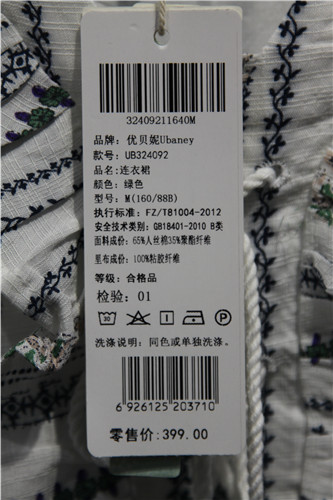 32409211640M
品牌：优贝妮Ubaney
款号：UB324092
品名:连衣裙
颜色：绿色
型号：M(160/88B)
执行标准：FZ/T81004-2012
安全技术类别：GB18401-2010 B类
面料成份：65%人丝棉35%聚酯纤维
里布成份：100%粘胶纤维
等级：合格品
检验：01
30
P
洗涤说明：同色或单独洗涤。
6 926125 203710
零售价:399.00